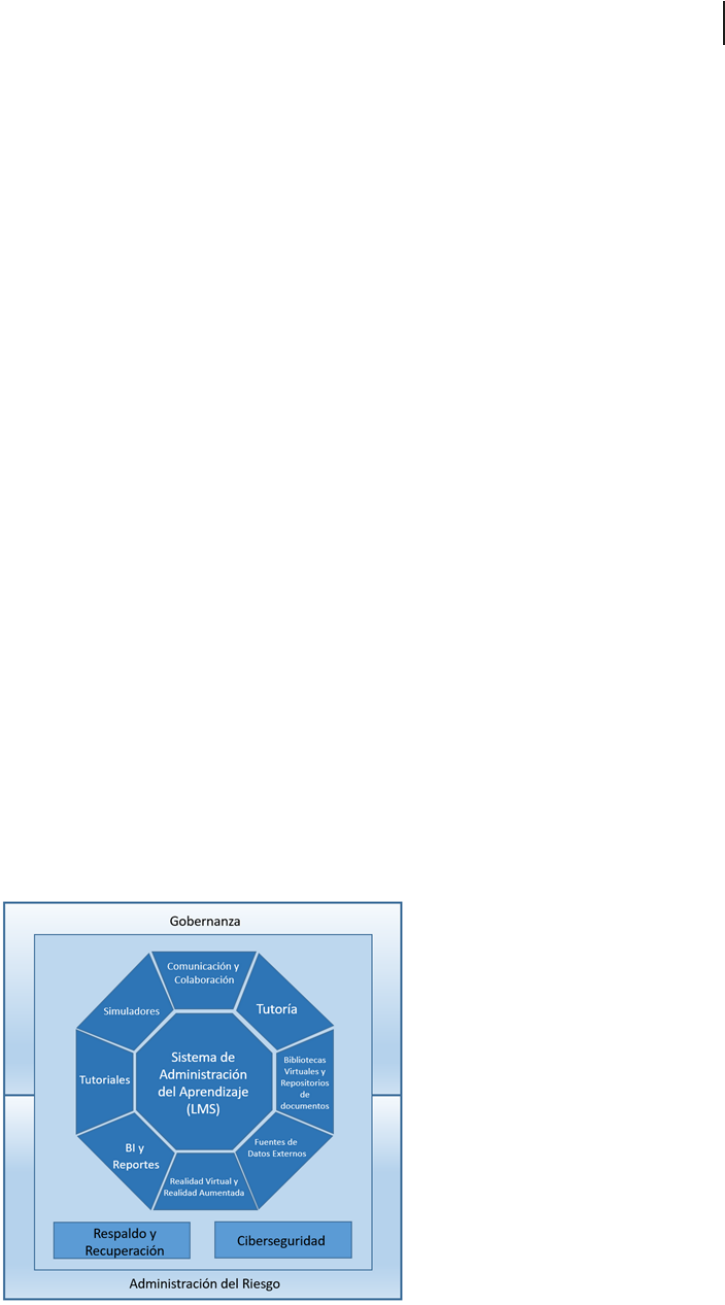 Gobernanza
Comunicación y
Colaboración
Tutoría
Simuladores
Bibliotecas
Virtuales y
Repositorios
de
documentos
Sistema de
Administración
del Aprendizaje
(LMS)
Tutoriales
Fuentes de
Datos Externos
BI y
Reportes
Realidad Virtual y
Realidad Aumentada
Respaldo y
Recuperación
Ciberseguridad
Administración del Riesgo